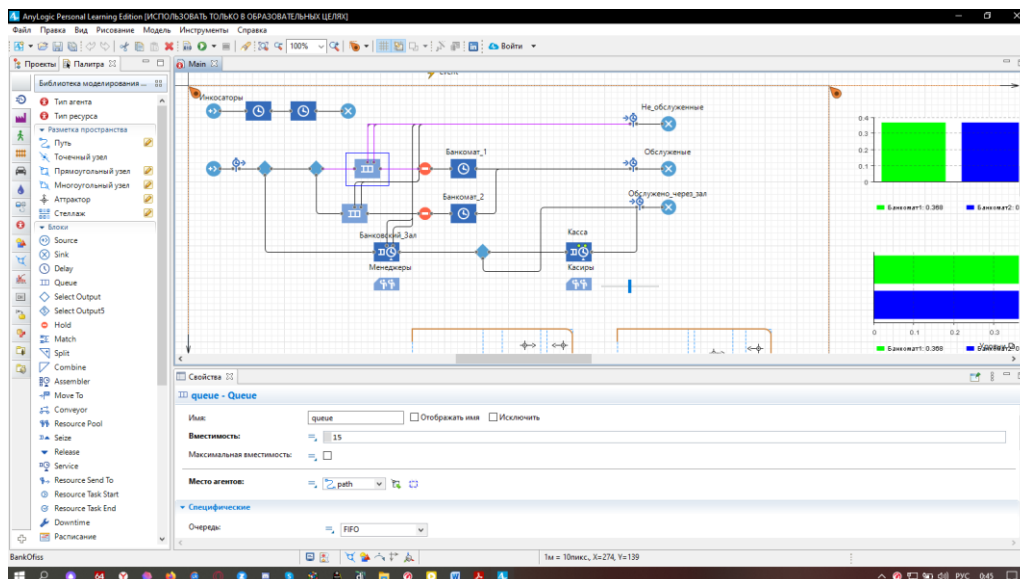 AnyLogic Personal Learning Edition [ИСПОЛЬЗОВАТЬ ТОЛЬКО В ОБРАЗОВАТЕЛЬНЫХ ЦЕЛЯХ]
Файл Правка Вид Рисование Модель Инструменты Справка
100% Войти
Проекты Палитра
Библиотека моделирования ...
Тип агента
Тип ресурса
Разметка пространства
Путь
Точечный узел
Прямоугольный узел
Многоугольный узел
Аттрактор
Стеллаж
Блоки
Source
Sink
Delay
Queue
Select Output
Select Output5
Hold
Match
Split
Combine
Assembler
Move To
Conveyor
Resource Pool
Seize
Release
Service
Resource Send To
Resource Task Start
Resource Task End
Downtime
Расписание
Main
Инкосаторы
Не_обслуженные
Банкомат_1
Обслуженые
Банкомат_2
Обслужено_через_зал
Банковский_Зал
Касса
Менеджеры
Касиры
0.4
0.3
0.2
0.1
0
Банкомат1: 0.368
Банкомат2: 0
0 0.1 0.2 0.3
Банкомат1: 0.368
Свойства
queue - Queue
Имя: queue Отображать имя Исключить
Вместимость: 15
Максимальная вместимость:
Место агентов: path
Специфические
Очередь: FIFO
BankOfiss
1м = 10пикс., X=274, Y=139
РУС 0:45